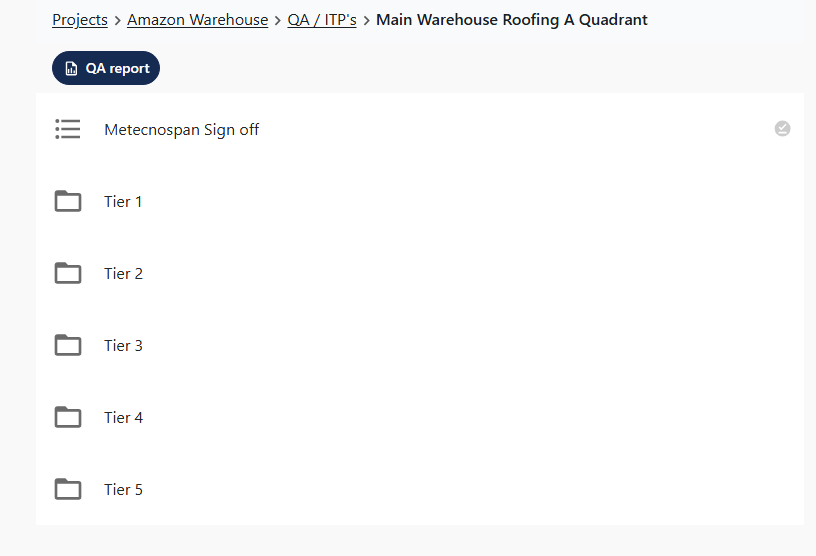 Projects > Amazon Warehouse > QA / ITP's > Main Warehouse Roofing A Quadrant
QA report
Metecnospan Sign off
Tier 1
Tier 2
Tier 3
Tier 4
Tier 5